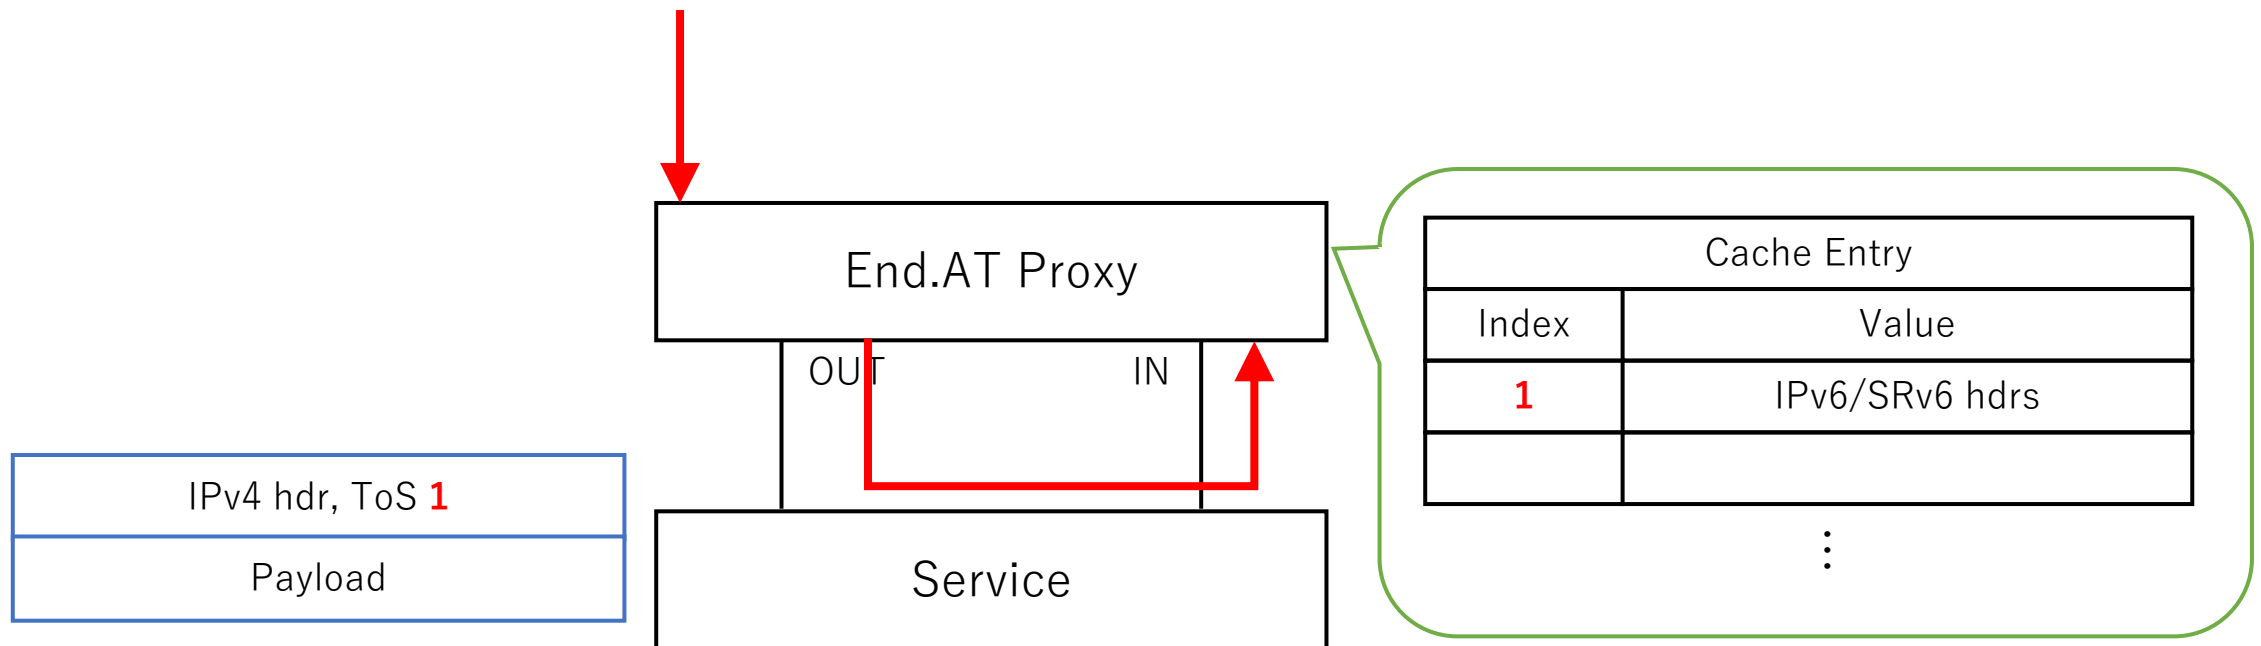 End.AT Proxy
OUT
IN
IPv4 hdr, ToS 1
Payload
Service
Cache Entry
Index
Value
1
IPv6/SRv6 hdrs